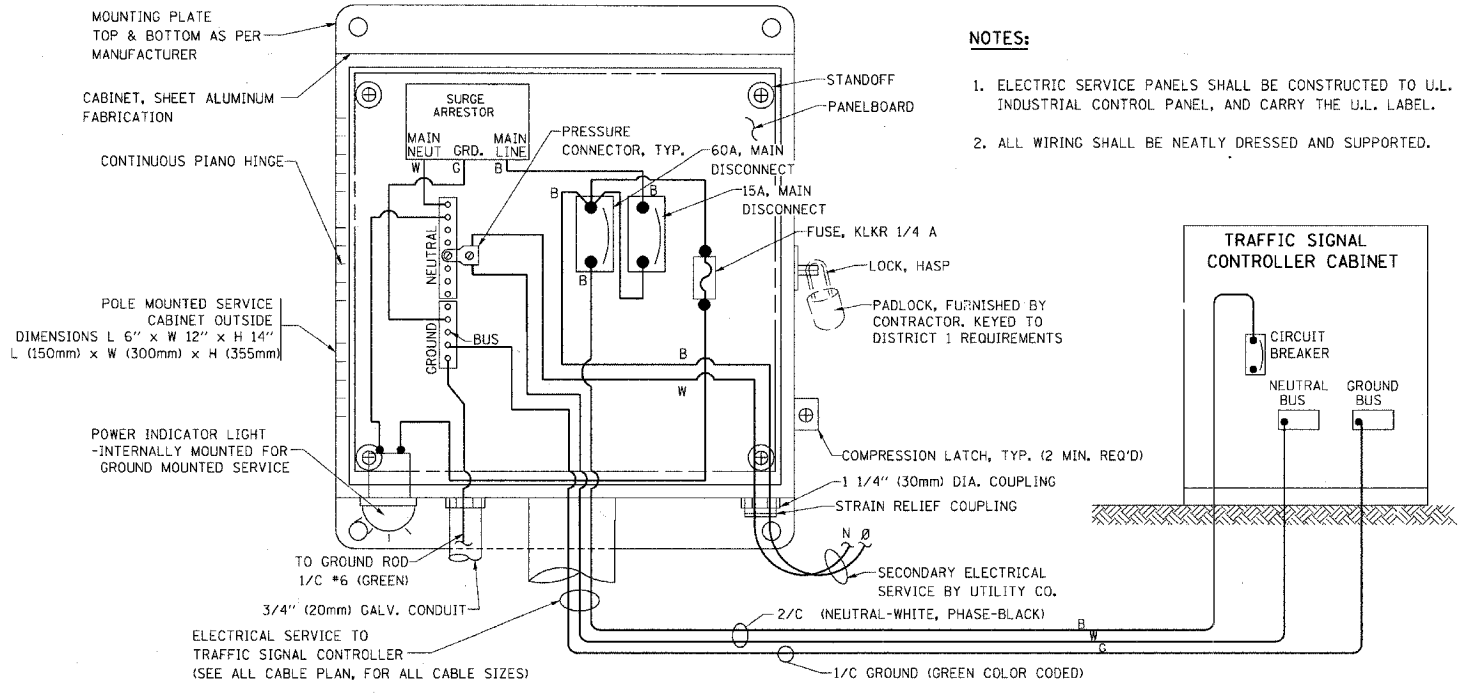 MOUNTING PLATE
TOP & BOTTOM AS PER
MANUFACTURER
CABINET, SHEET ALUMINUM
FABRICATION
CONTINUOUS PIANO HINGE
POLE MOUNTED SERVICE
CABINET OUTSIDE
DIMENSIONS L 6" x W 12" x H 14"
L (150mm) x W (300mm) x H (355mm)
POWER INDICATOR LIGHT
-INTERNALLY MOUNTED FOR
GROUND MOUNTED SERVICE
SURGE
ARRESTOR
MAIN
NEUT
GRD.
MAIN
LINE
W
G
B
PRESSURE
CONNECTOR, TYP.
NEUTRAL
GROUND
BUS
B
B
B
B
W
STANDOFF
PANELBOARD
60A, MAIN
DISCONNECT
15A, MAIN
DISCONNECT
FUSE, KLKR 1/4 A
LOCK, HASP
PADLOCK, FURNISHED BY
CONTRACTOR. KEYED TO
DISTRICT 1 REQUIREMENTS
COMPRESSION LATCH, TYP. (2 MIN. REQ'D)
1 1/4" (30mm) DIA. COUPLING
STRAIN RELIEF COUPLING
N Ø
SECONDARY ELECTRICAL
SERVICE BY UTILITY CO.
TO GROUND ROD
1/C #6 (GREEN)
3/4" (20mm) GALV. CONDUIT
ELECTRICAL SERVICE TO
TRAFFIC SIGNAL CONTROLLER
(SEE ALL CABLE PLAN, FOR ALL CABLE SIZES)
2/C (NEUTRAL-WHITE, PHASE-BLACK)
B
W
G
1/C GROUND (GREEN COLOR CODED)
NOTES:
1. ELECTRIC SERVICE PANELS SHALL BE CONSTRUCTED TO U.L.
INDUSTRIAL CONTROL PANEL, AND CARRY THE U.L. LABEL.
2. ALL WIRING SHALL BE NEATLY DRESSED AND SUPPORTED.
TRAFFIC SIGNAL
CONTROLLER CABINET
CIRCUIT
BREAKER
NEUTRAL
BUS
GROUND
BUS